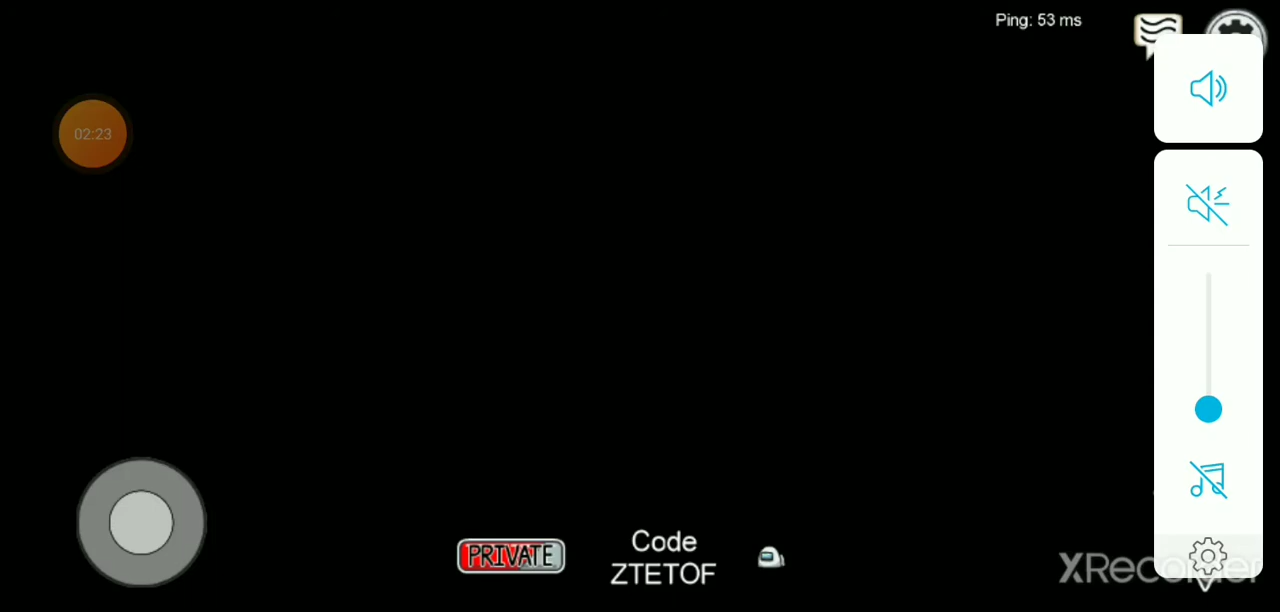 Ping: 53 ms
02:23
PRIVATE
Code
ZTETOF
XRecorder